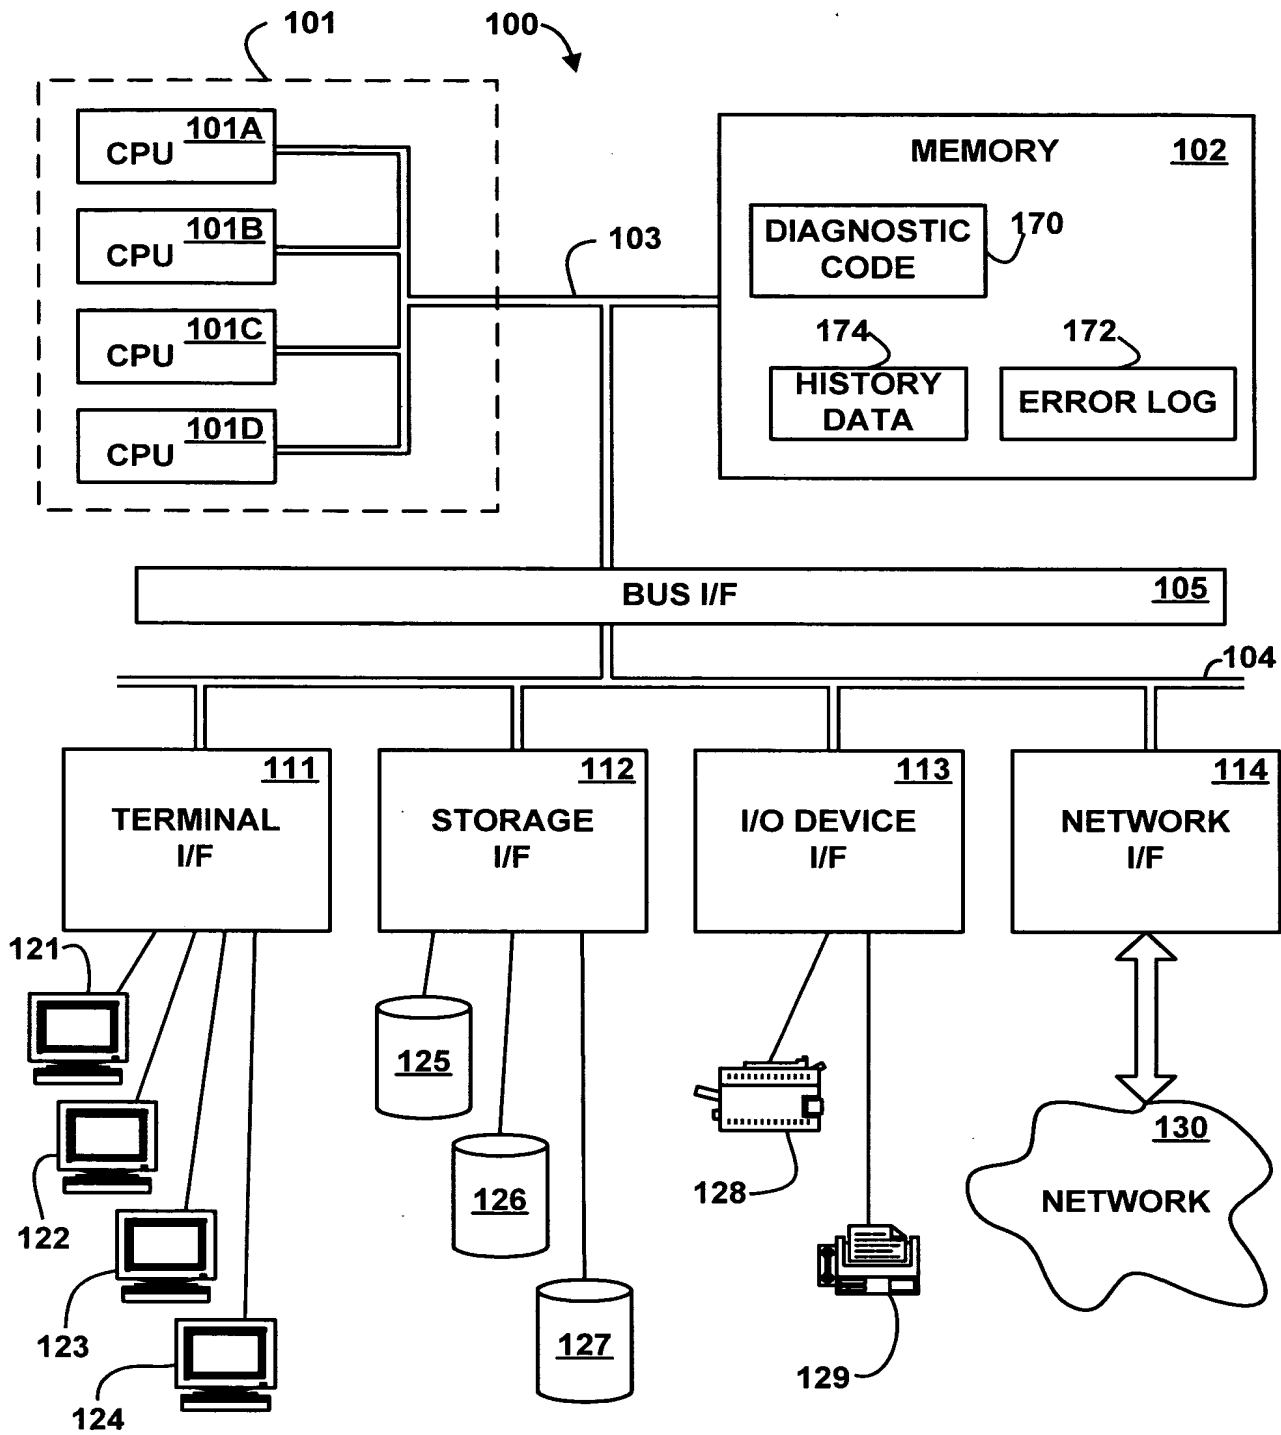 101
100
101A
CPU
101B
CPU
101C
CPU
101D
CPU
103
MEMORY 102
DIAGNOSTIC
CODE
170
174
172
HISTORY
DATA
ERROR LOG
BUS I/F 105
104
111
TERMINAL
I/F
112
STORAGE
I/F
113
I/O DEVICE
I/F
114
NETWORK
I/F
121
122
123
124
125
126
127
128
129
130
NETWORK